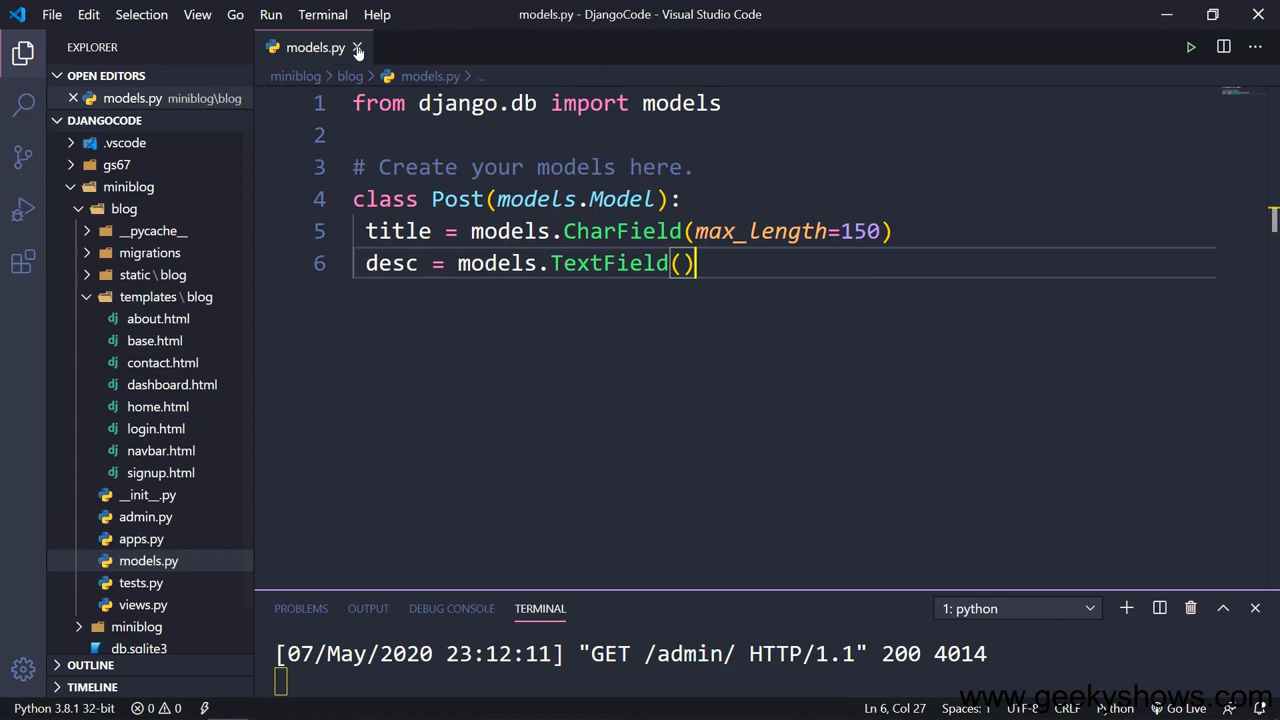 File Edit Selection View Go Run Terminal Help models.py - DjangoCode - Visual Studio Code
EXPLORER
models.py
OPEN EDITORS
models.py miniblog\blog
miniblog > blog > models.py > ...
DJANGOCODE
.vscode
gs67
miniblog
blog
__pycache__
migrations
static \ blog
templates \ blog
about.html
base.html
contact.html
dashboard.html
home.html
login.html
navbar.html
signup.html
__init__.py
admin.py
apps.py
models.py
tests.py
views.py
miniblog
db.sqlite3
OUTLINE
TIMELINE
1 from django.db import models
2
3 # Create your models here.
4 class Post(models.Model):
5 title = models.CharField(max_length=150)
6 desc = models.TextField()
PROBLEMS OUTPUT DEBUG CONSOLE TERMINAL 1: python
[07/May/2020 23:12:11] "GET /admin/ HTTP/1.1" 200 4014
www.geekyshows.com
Python 3.8.1 32-bit 0 0 Ln 6, Col 27 Spaces: 1 UTF-8 CRLF Python Go Live